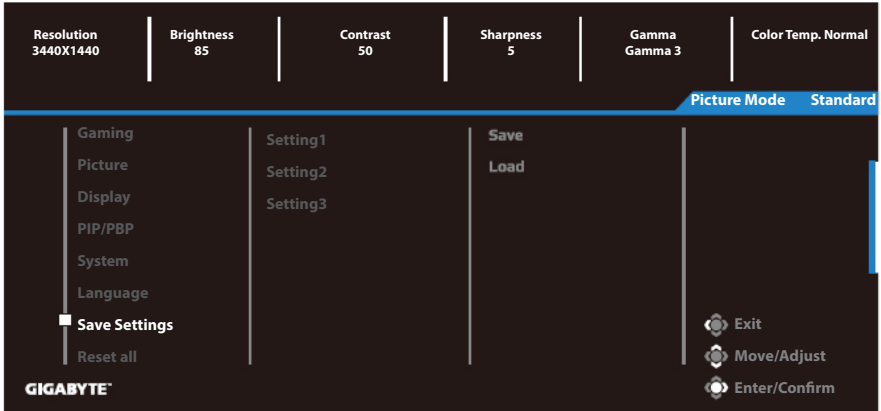 Resolution
3440X1440
Brightness
85
Contrast
50
Sharpness
5
Gamma
Gamma 3
Color Temp. Normal
Picture Mode Standard
Gaming
Picture
Display
PIP/PBP
System
Language
Save Settings
Reset all
Setting1
Setting2
Setting3
Save
Load
Exit
Move/Adjust
Enter/Confirm
GIGABYTE™